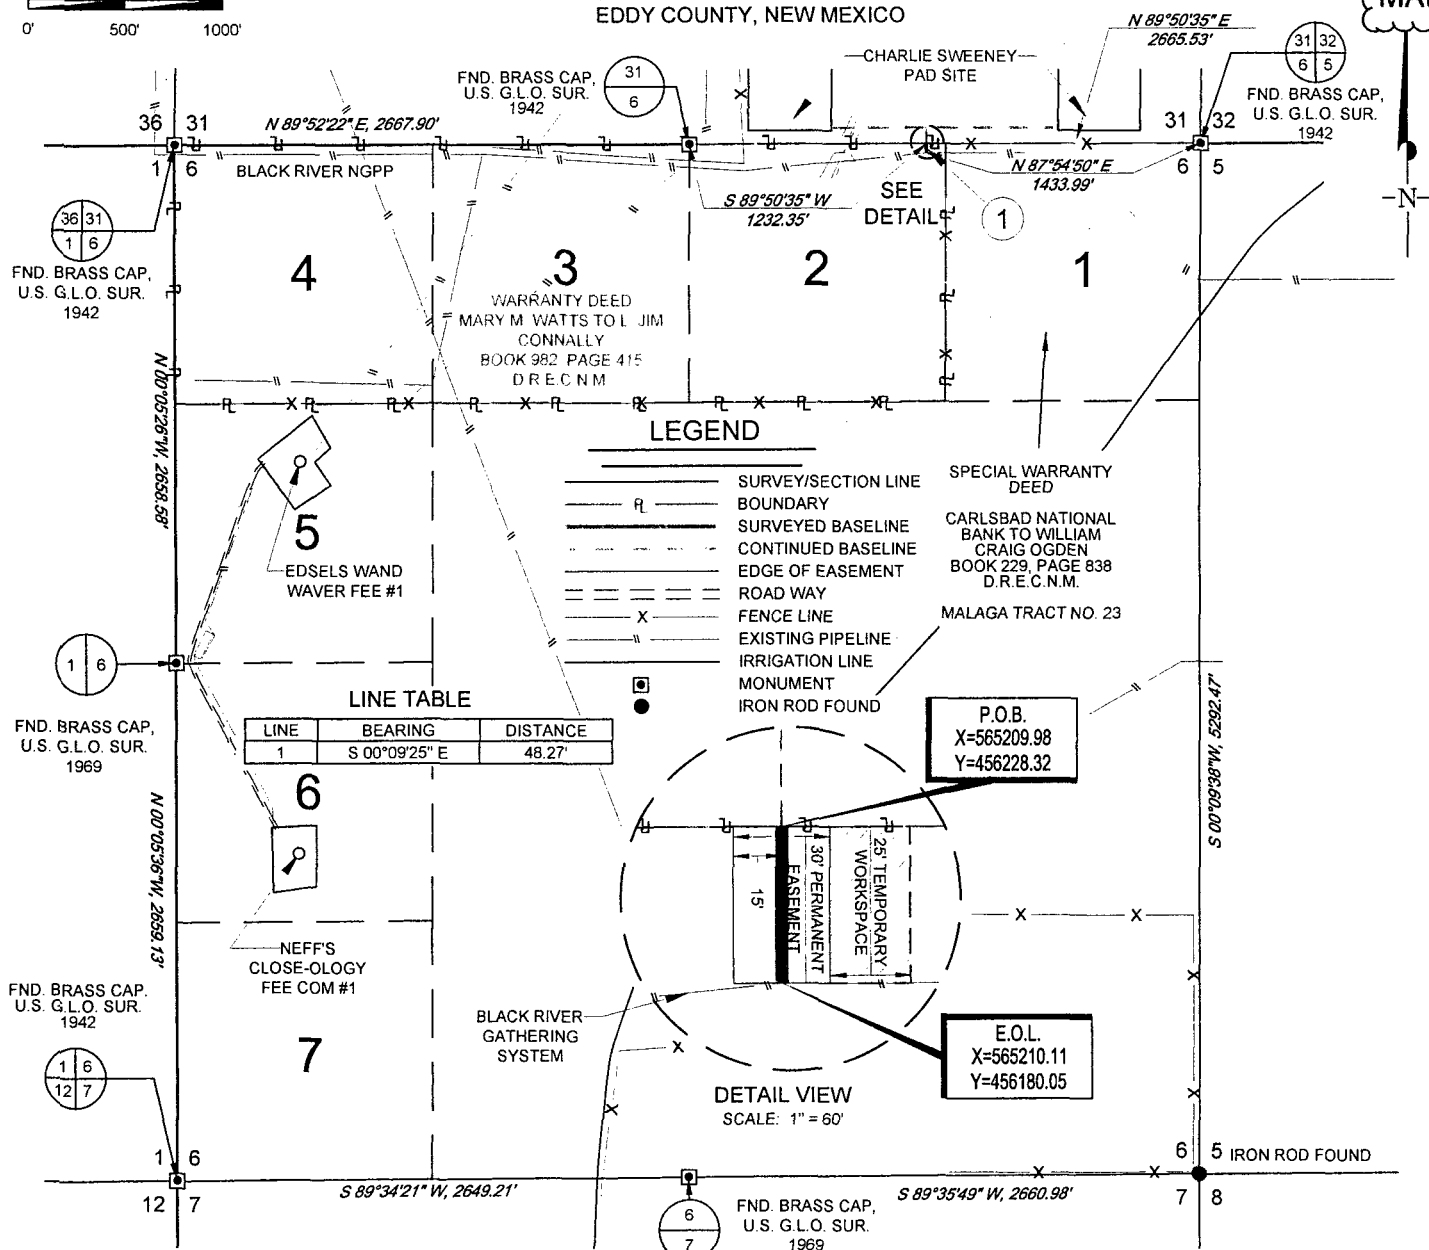 0' 500' 1000'
EDDY COUNTY, NEW MEXICO
N 89°50'35" E
2665.53'
CHARLIE SWEENEY
PAD SITE
31 32
6 5
FND. BRASS CAP,
U.S. G.L.O. SUR.
1942
31
6
FND. BRASS CAP,
U.S. G.L.O. SUR.
1942
36 31
1 6
N 89°52'22" E, 2667.90'
31 32
6 5
BLACK RIVER NGPP
N 87°54'50" E
1433.99'
S 89°50'35" W
1232.35'
SEE
DETAIL
1
N
36 31
1 6
FND. BRASS CAP,
U.S. G.L.O. SUR.
1942
4
3
2
1
WARRANTY DEED
MARY M WATTS TO L JIM
CONNALLY
BOOK 982 PAGE 415
D R E C N M
N 00°05'26" W, 2658.58'
LEGEND
SURVEY/SECTION LINE
BOUNDARY
SURVEYED BASELINE
CONTINUED BASELINE
EDGE OF EASEMENT
ROAD WAY
FENCE LINE
EXISTING PIPELINE
IRRIGATION LINE
MONUMENT
IRON ROD FOUND
SPECIAL WARRANTY
DEED
CARLSBAD NATIONAL
BANK TO WILLIAM
CRAIG OGDEN
BOOK 229, PAGE 838
D.R.E.C.N.M.
MALAGA TRACT NO. 23
5
EDSELS WAND
WAVER FEE #1
1 6
FND. BRASS CAP,
U.S. G.L.O. SUR.
1969
LINE TABLE
LINE BEARING DISTANCE
1 S 00°09'25" E 48.27'
P.O.B.
X=565209.98
Y=456228.32
S 00°06'38" W, 5262.47'
6
N 00°05'36" W, 2659.13'
15'
30' PERMANENT
EASEMENT
25' TEMPORARY
WORKSPACE
NEFF'S
CLOSE-OLOGY
FEE COM #1
BLACK RIVER
GATHERING
SYSTEM
E.O.L.
X=565210.11
Y=456180.05
FND. BRASS CAP.
U.S. G.L.O. SUR.
1942
1 6
12 7
7
DETAIL VIEW
SCALE: 1" = 60'
1 6
12 7
S 89°34'21" W, 2649.21'
S 89°35'49" W, 2660.98'
6 5
7 8
IRON ROD FOUND
6
7
FND. BRASS CAP,
U.S. G.L.O. SUR.
1969